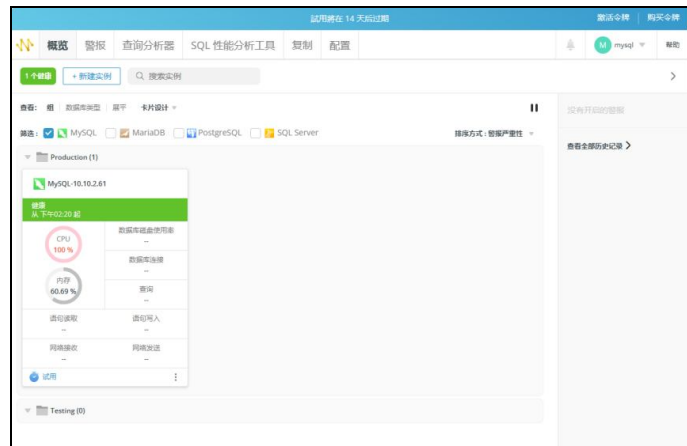 試用將在 14 天后过期
激活令牌 | 购买令牌
概览 警报 查询分析器 SQL 性能分析工具 复制 配置
M mysql 帮助
1 个健康 + 新建实例 搜索实例
查看: 组 数据库类型 展平 卡片设计
没有开启的警报
筛选: MySQL MariaDB PostgreSQL SQL Server 排序方式 : 警报严重性
查看全部历史记录
Production (1)
MySQL-10.10.2.61
健康
从 下午02:20 起
CPU
100 %
数据库磁盘使用率
--
数据库连接
--
内存
60.69 %
查询
--
语句读取 语句写入
-- --
网络接收 网络发送
-- --
试用
Testing (0)